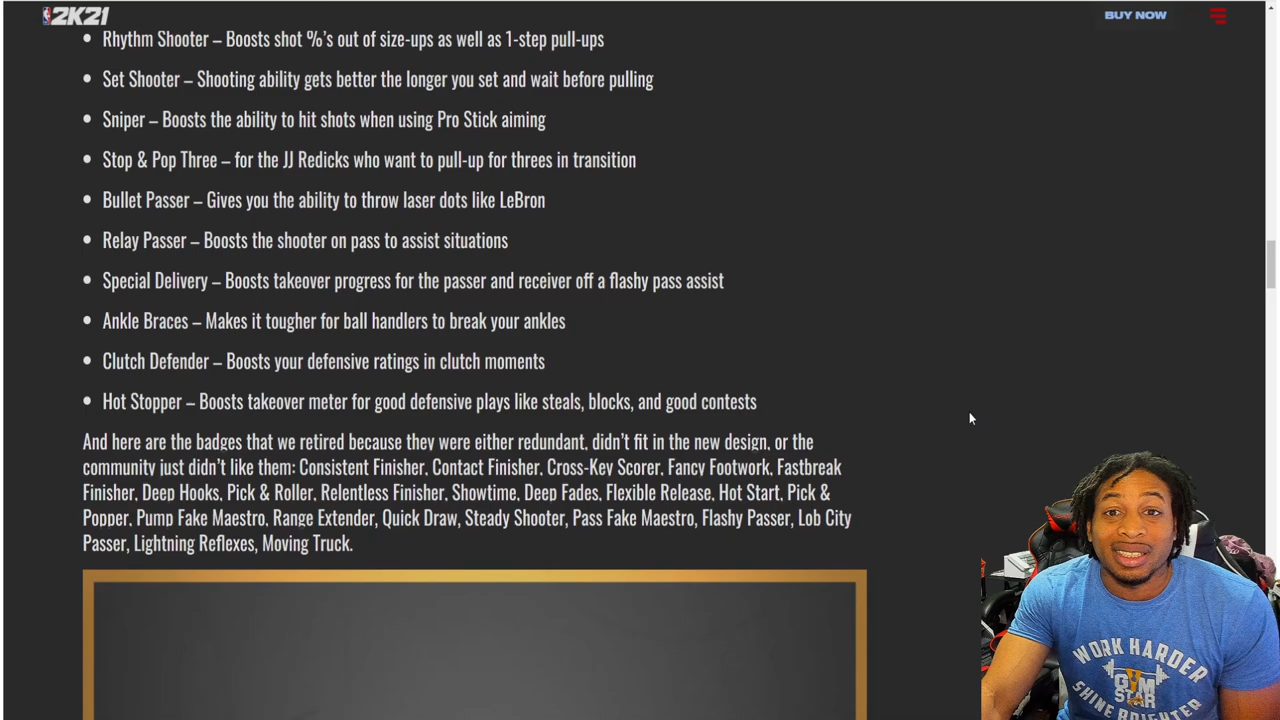 NBA 2K21
BUY NOW
Rhythm Shooter – Boosts shot %'s out of size-ups as well as 1-step pull-ups
Set Shooter – Shooting ability gets better the longer you set and wait before pulling
Sniper – Boosts the ability to hit shots when using Pro Stick aiming
Stop & Pop Three – for the JJ Redicks who want to pull-up for threes in transition
Bullet Passer – Gives you the ability to throw laser dots like LeBron
Relay Passer – Boosts the shooter on pass to assist situations
Special Delivery – Boosts takeover progress for the passer and receiver off a flashy pass assist
Ankle Braces – Makes it tougher for ball handlers to break your ankles
Clutch Defender – Boosts your defensive ratings in clutch moments
Hot Stopper – Boosts takeover meter for good defensive plays like steals, blocks, and good contests
And here are the badges that we retired because they were either redundant, didn't fit in the new design, or the
community just didn't like them: Consistent Finisher, Contact Finisher, Cross-Key Scorer, Fancy Footwork, Fastbreak
Finisher, Deep Hooks, Pick & Roller, Relentless Finisher, Showtime, Deep Fades, Flexible Release, Hot Start, Pick &
Popper, Pump Fake Maestro, Range Extender, Quick Draw, Steady Shooter, Pass Fake Maestro, Flashy Passer, Lob City
Passer, Lightning Reflexes, Moving Truck.
WORK HARDER
GYM
STAR
SHINE BRIGHTER